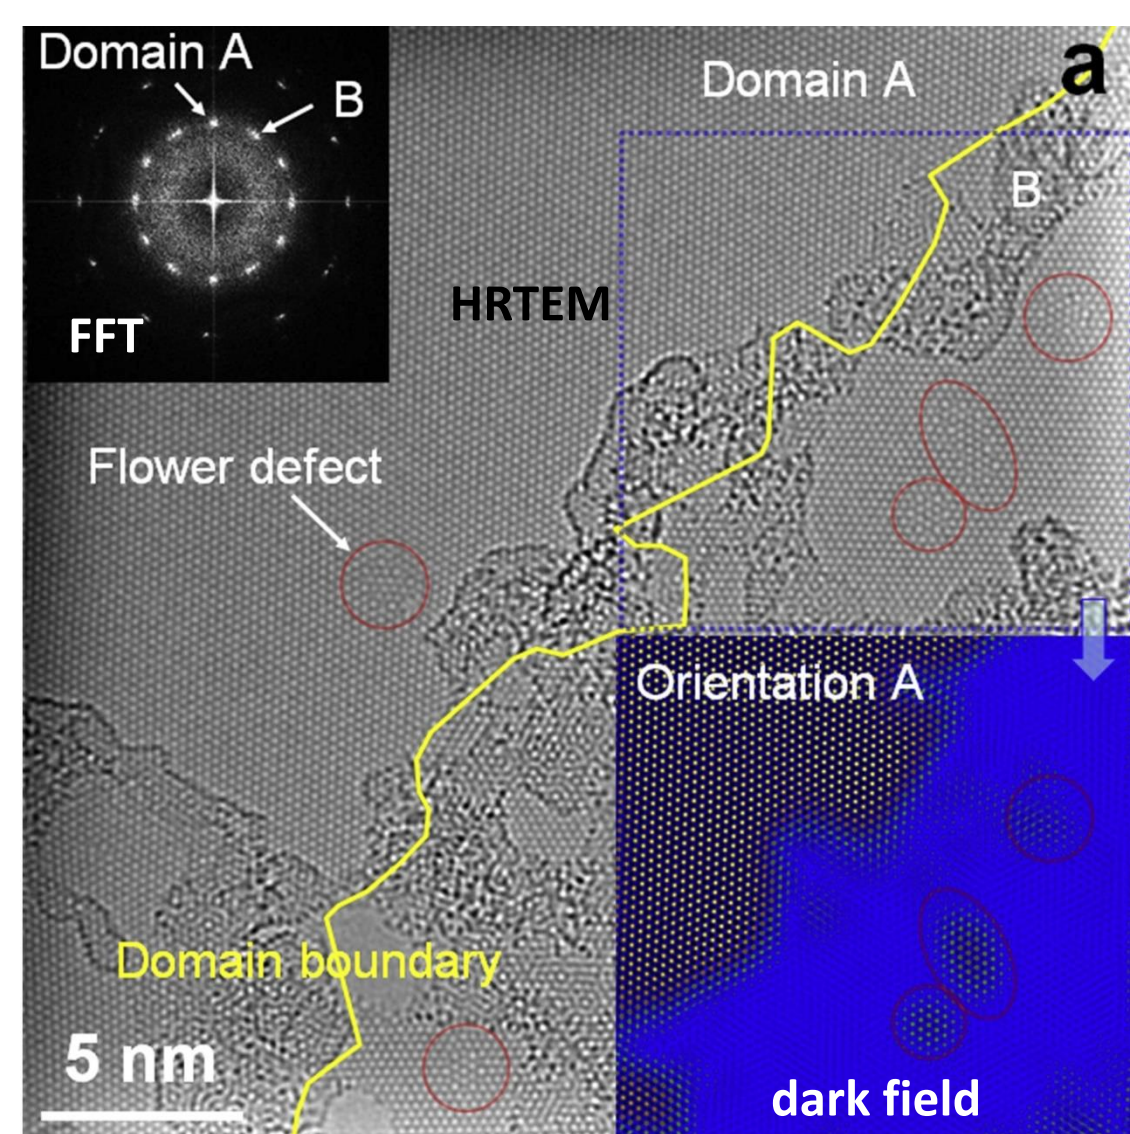 Domain A
B
FFT
Domain A
a
B
HRTEM
Flower defect
Orientation A
Domain boundary
5 nm
dark field